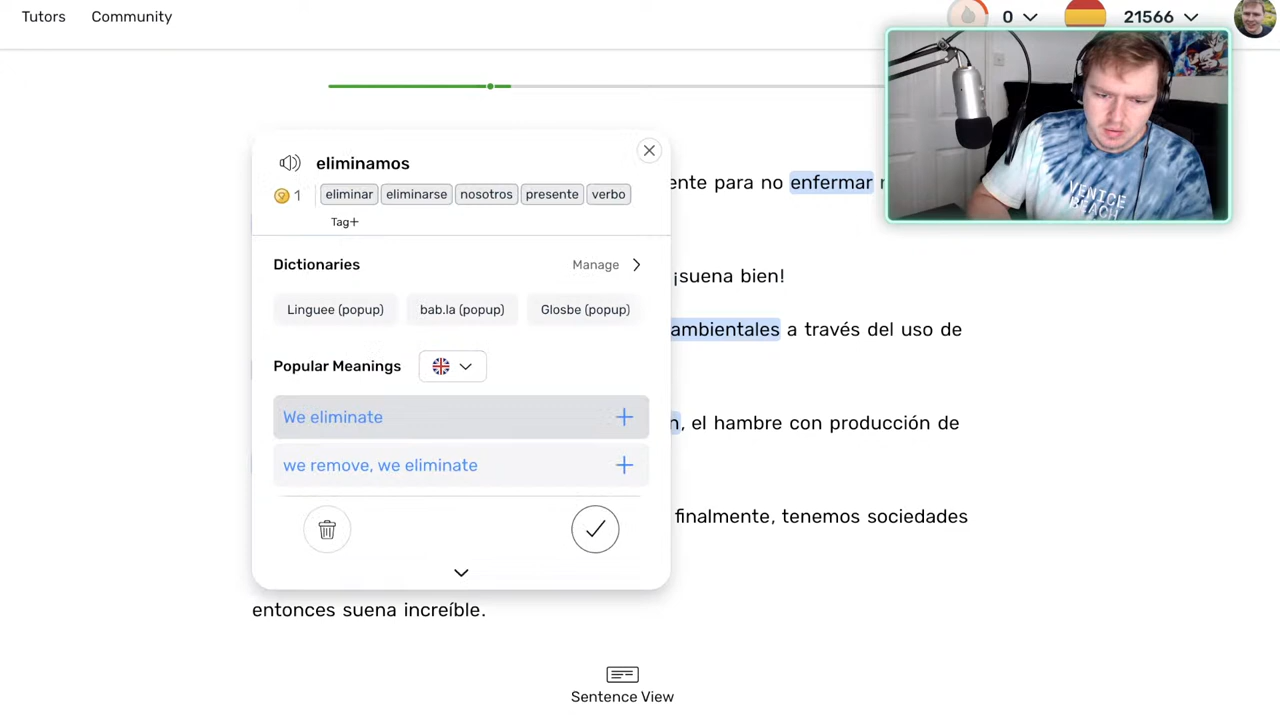 Tutors
Community
0
21566
eliminamos
1
eliminar
eliminarse
nosotros
presente
verbo
Tag+
Dictionaries
Manage
Linguee (popup)
bab.la (popup)
Glosbe (popup)
Popular Meanings
We eliminate
we remove, we eliminate
para no enfermar
¡suena bien!
ambientales a través del uso de
, el hambre con producción de
finalmente, tenemos sociedades
entonces suena increíble.
Sentence View
VENICE
BEACH